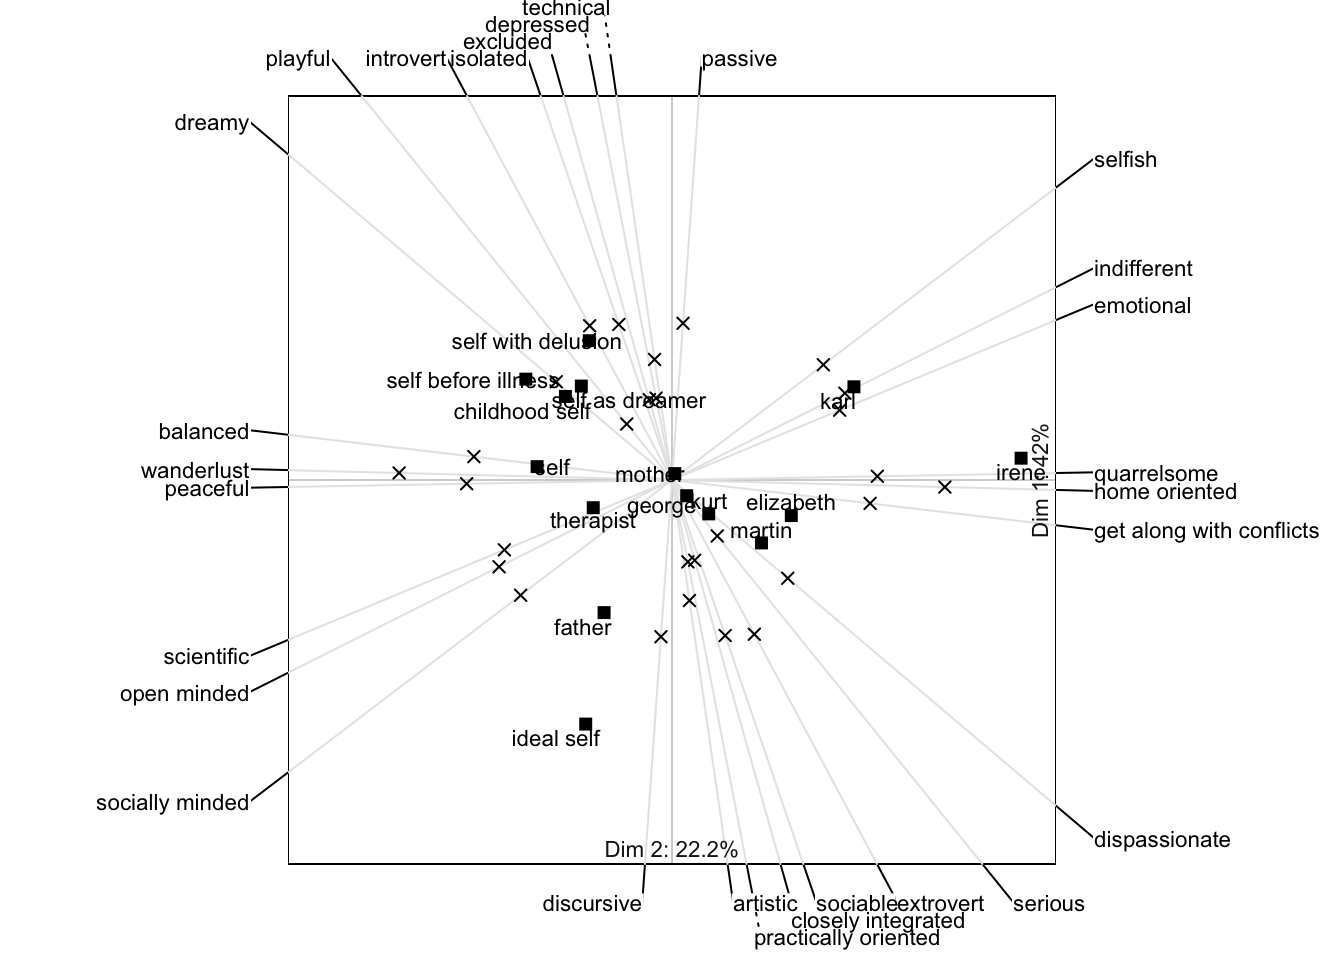 technical
depressed
excluded
playful
introvert
isolated
passive
dreamy
selfish
indifferent
emotional
self with delusion
self before illness
self as dreamer
childhood self
karl
balanced
self
wanderlust
peaceful
mother
irene
Dim 1: 42%
quarrelsome
home oriented
george
kurt
elizabeth
therapist
martin
get along with conflicts
father
scientific
open minded
ideal self
socially minded
dispassionate
Dim 2: 22.2%
discursive
artistic
sociable
extrovert
serious
closely integrated
practically oriented